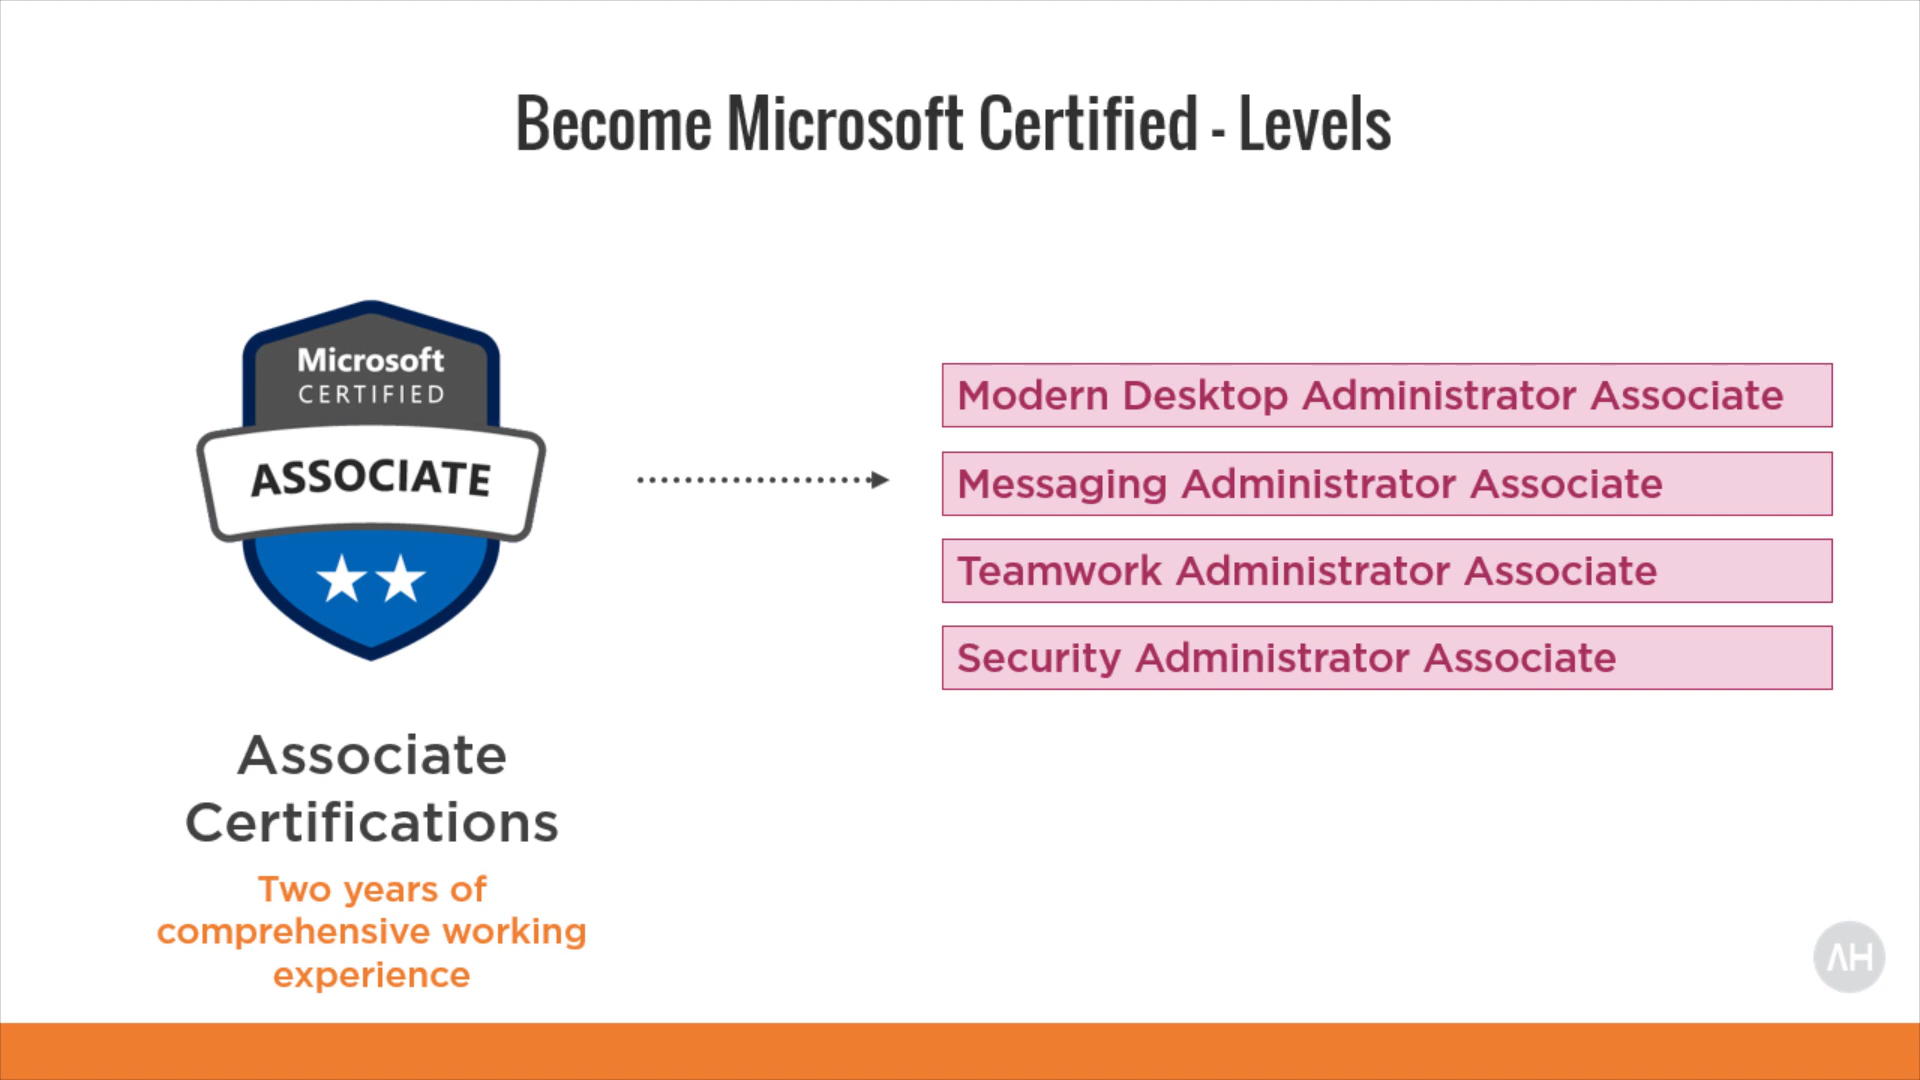 Become Microsoft Certified - Levels
Microsoft
CERTIFIED
ASSOCIATE
Modern Desktop Administrator Associate
Messaging Administrator Associate
Teamwork Administrator Associate
Security Administrator Associate
Associate
Certifications
Two years of
comprehensive working
experience
AH